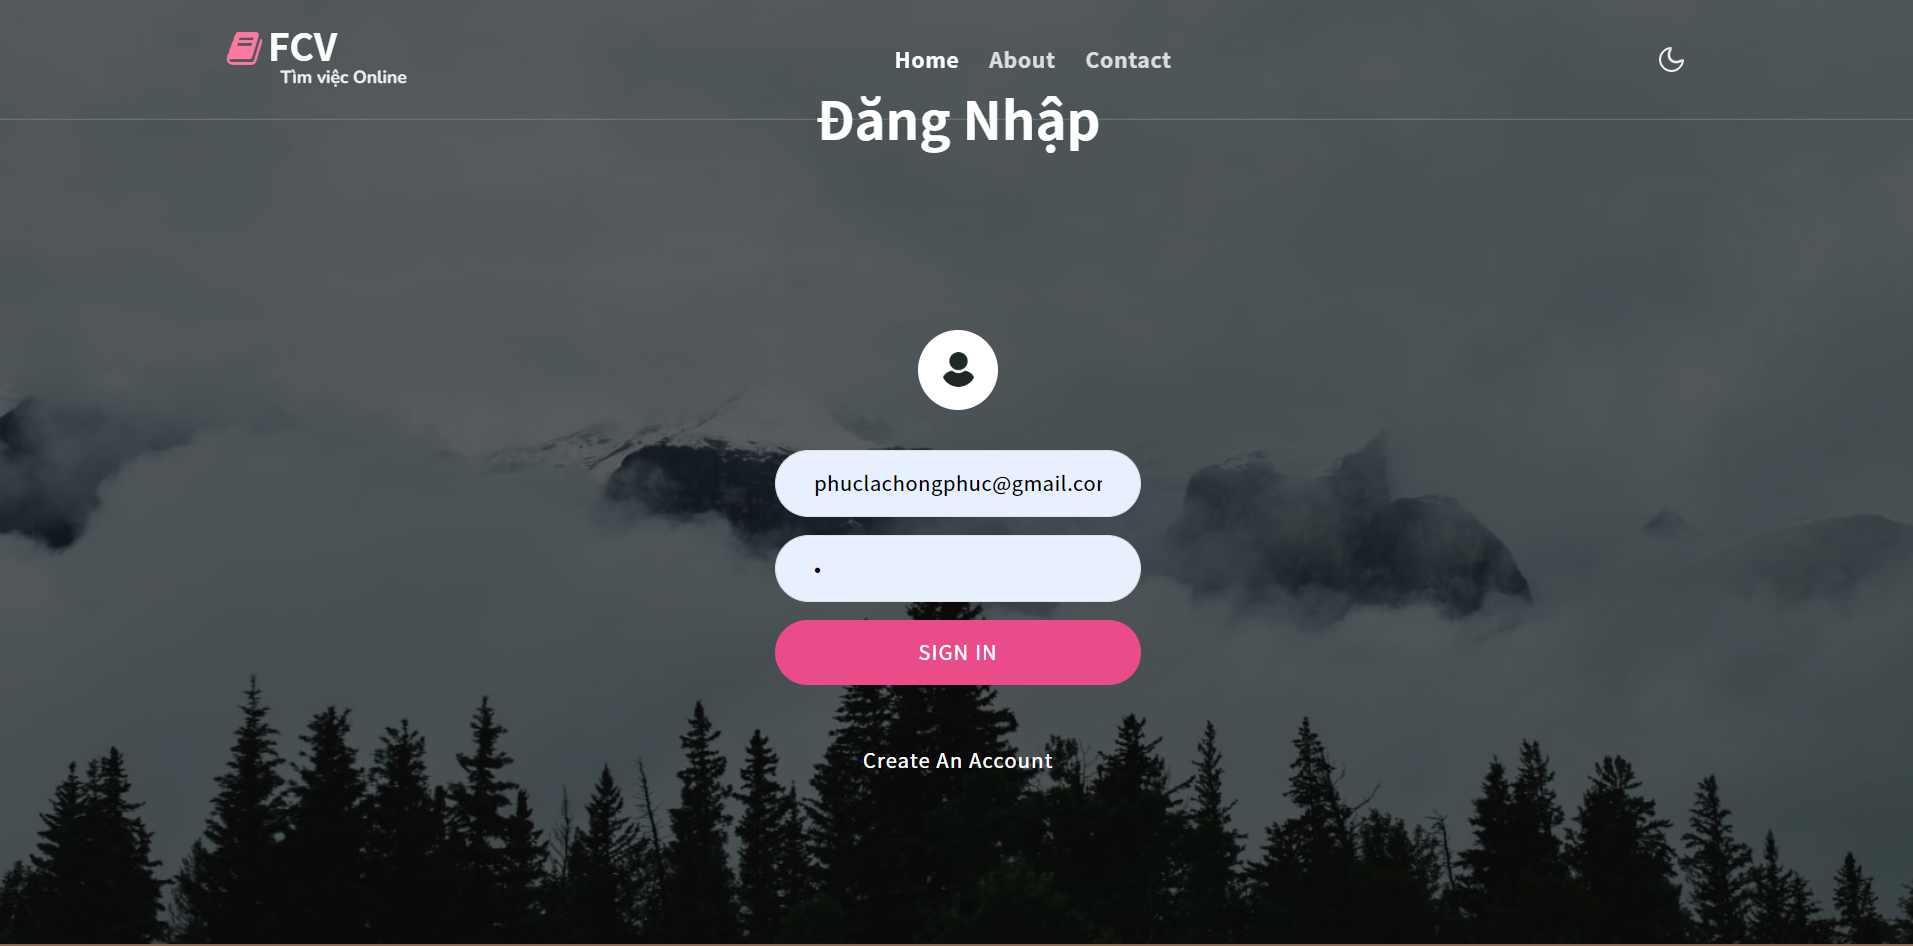 FCV
Tìm việc Online
Home About Contact
Đăng Nhập
phuclachongphuc@gmail.cor
SIGN IN
Create An Account